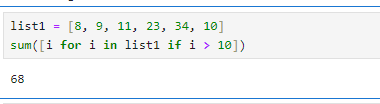 list1 = [8, 9, 11, 23, 34, 10]
sum([i for i in list1 if i > 10])
68